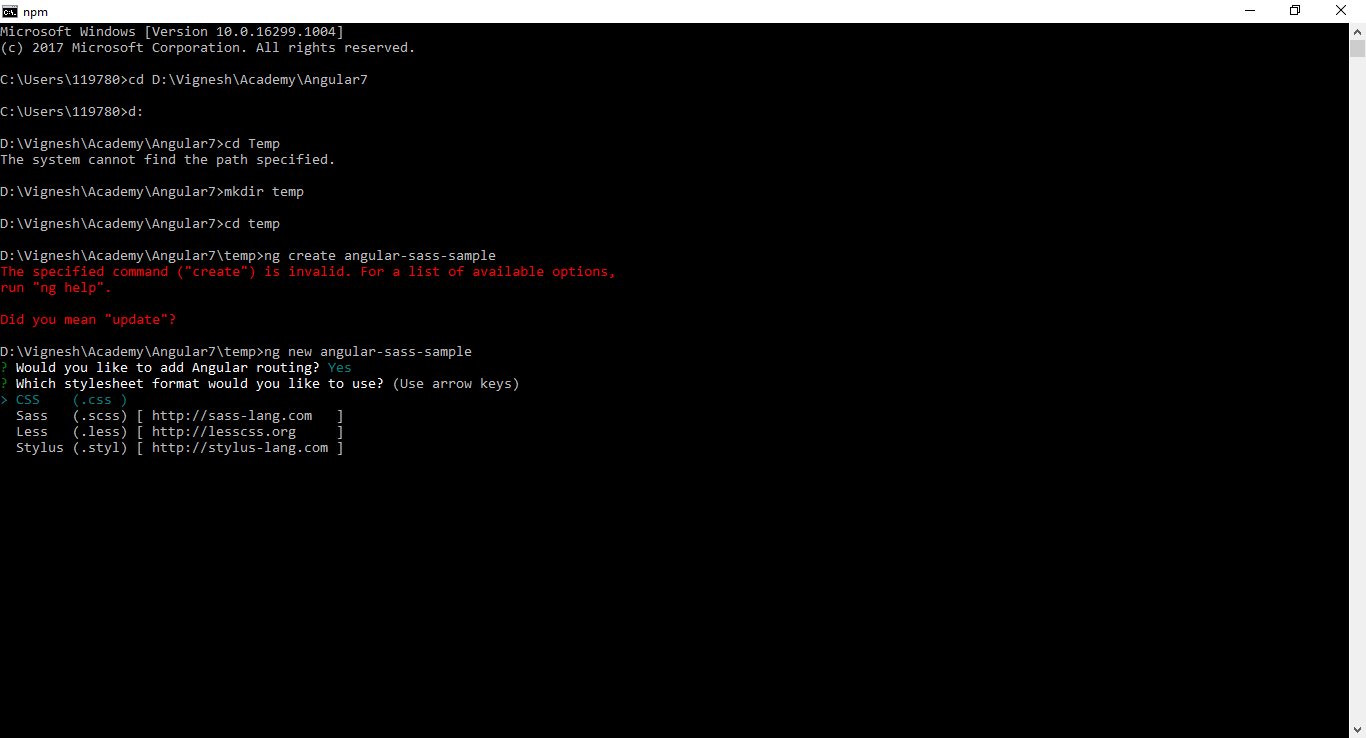 npm
Microsoft Windows [Version 10.0.16299.1004]
(c) 2017 Microsoft Corporation. All rights reserved.
C:\Users\119780>cd D:\Vignesh\Academy\Angular7
C:\Users\119780>d:
D:\Vignesh\Academy\Angular7>cd Temp
The system cannot find the path specified.
D:\Vignesh\Academy\Angular7>mkdir temp
D:\Vignesh\Academy\Angular7>cd temp
D:\Vignesh\Academy\Angular7\temp>ng create angular-sass-sample
The specified command ("create") is invalid. For a list of available options,
run "ng help".
Did you mean "update"?
D:\Vignesh\Academy\Angular7\temp>ng new angular-sass-sample
? Would you like to add Angular routing? Yes
? Which stylesheet format would you like to use? (Use arrow keys)
> CSS    (.css )
  Sass   (.scss) [ http://sass-lang.com   ]
  Less   (.less) [ http://lesscss.org     ]
  Stylus (.styl) [ http://stylus-lang.com ]